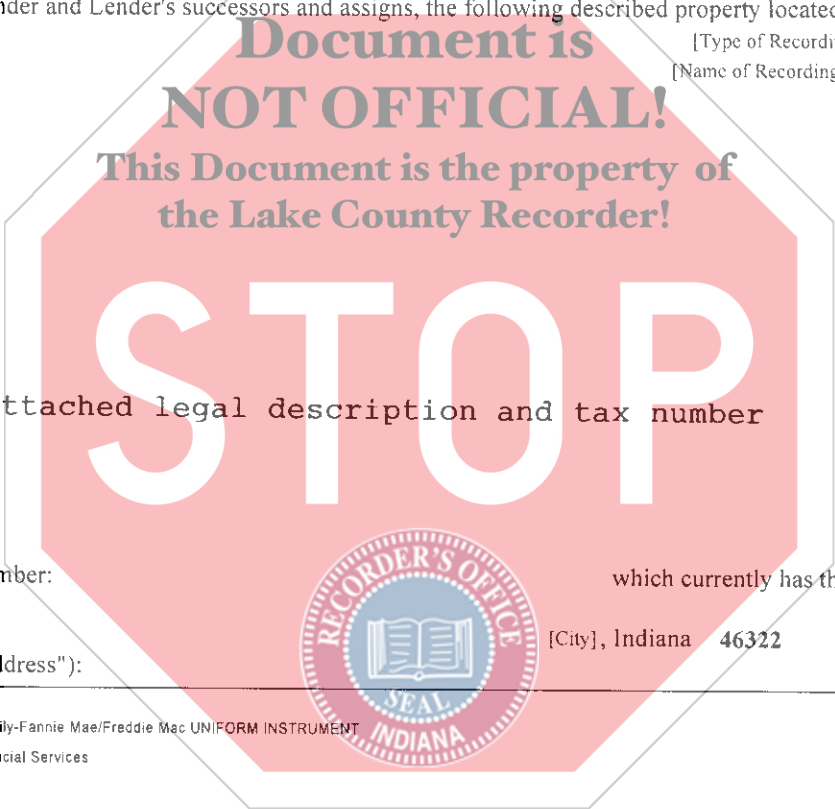 nder and Lender's successors and assigns, the following described property located
Document is
[Type of Recordi
[Name of Recording
NOT OFFICIAL!
This Document is the property of
the Lake County Recorder!
STOP
ttached legal description and tax number
RECORDER'S OFFICE
mber:
which currently has th
[City], Indiana 46322
ddress"):
SEAL
INDIANA
ily-Fannie Mae/Freddie Mac UNIFORM INSTRUMENT
cial Services